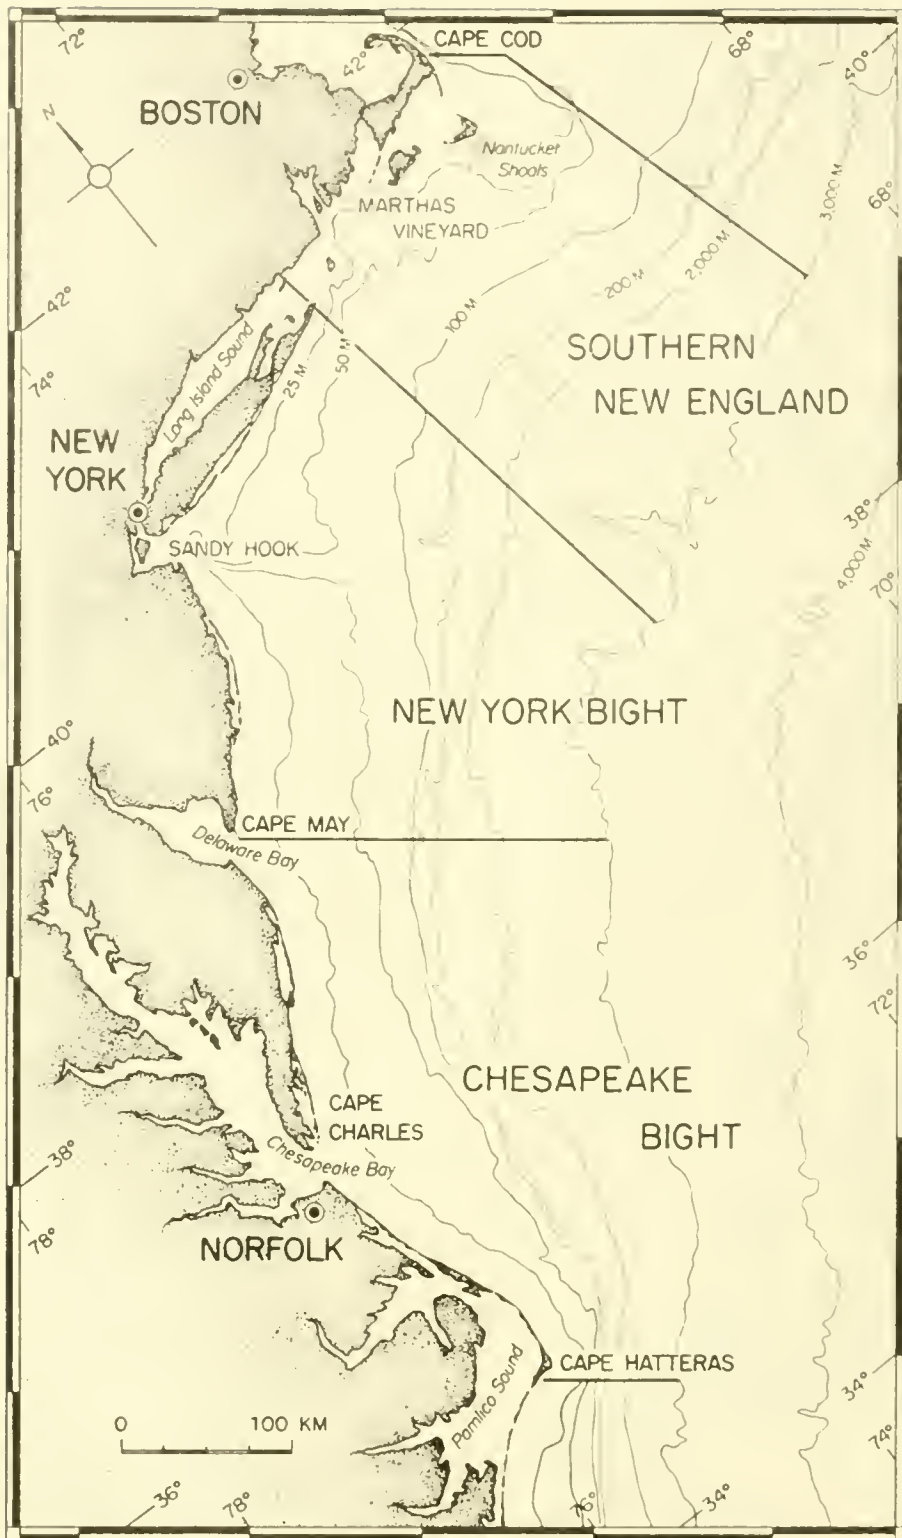 72°
CAPE COD
68°
42°
40°
BOSTON
N
Nantucket
Shoals
MARTHAS
VINEYARD
3,000 M
68°
2,000 M
200 M
100 M
42°
50 M
25 M
74°
Long Island Sound
SOUTHERN
NEW ENGLAND
NEW
YORK
38°
SANDY HOOK
4,000 M
70°
NEW YORK BIGHT
40°
76°
CAPE MAY
Delaware Bay
36°
72°
CHESAPEAKE
BIGHT
CAPE
CHARLES
Chesapeake Bay
38°
78°
NORFOLK
CAPE HATTERAS
34°
Pamlico Sound
0 100 KM
74°
36°
78°
76°
34°